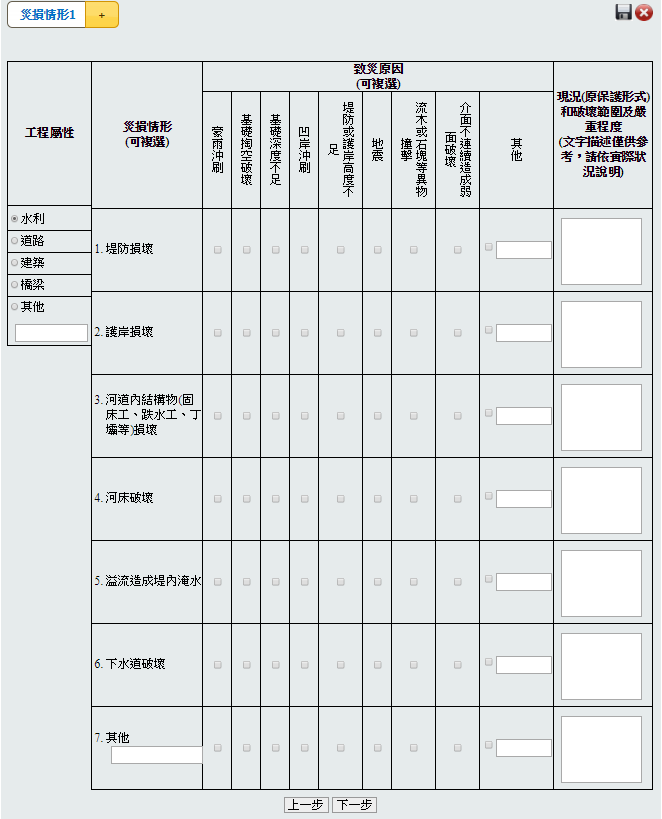 災損情形1
+
致災原因
(可複選)
工程屬性
災損情形
(可複選)
豪雨沖刷
基礎掏空破壞
基礎深度不足
凹岸沖刷
堤防或護岸高度不
足
地震
流木或石塊等異物
撞擊
介面不連續造成弱
面破壞
其他
現況(原保護形式)
和破壞範圍及嚴
重程度
(文字描述僅供參
考，請依實際狀
況說明)
水利
道路
建築
橋梁
其他
1. 堤防損壞
2. 護岸損壞
3. 河道內結構物(固
床工、跌水工、丁
壩等)損壞
4. 河床破壞
5. 溢流造成堤內淹水
6. 下水道破壞
7. 其他
上一步
下一步